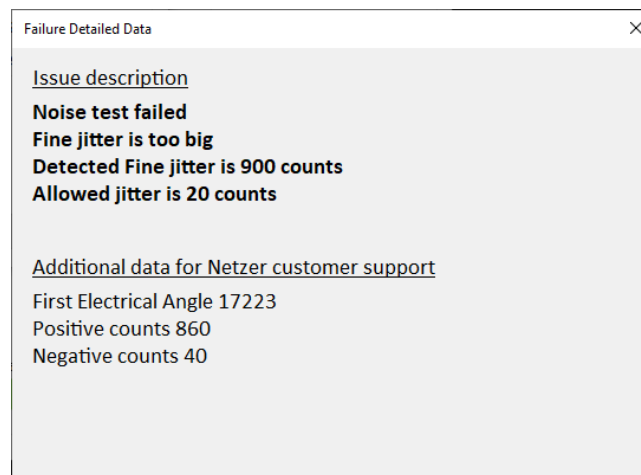 Failure Detailed Data
Issue description
Noise test failed
Fine jitter is too big
Detected Fine jitter is 900 counts
Allowed jitter is 20 counts
Additional data for Netzer customer support
First Electrical Angle 17223
Positive counts 860
Negative counts 40